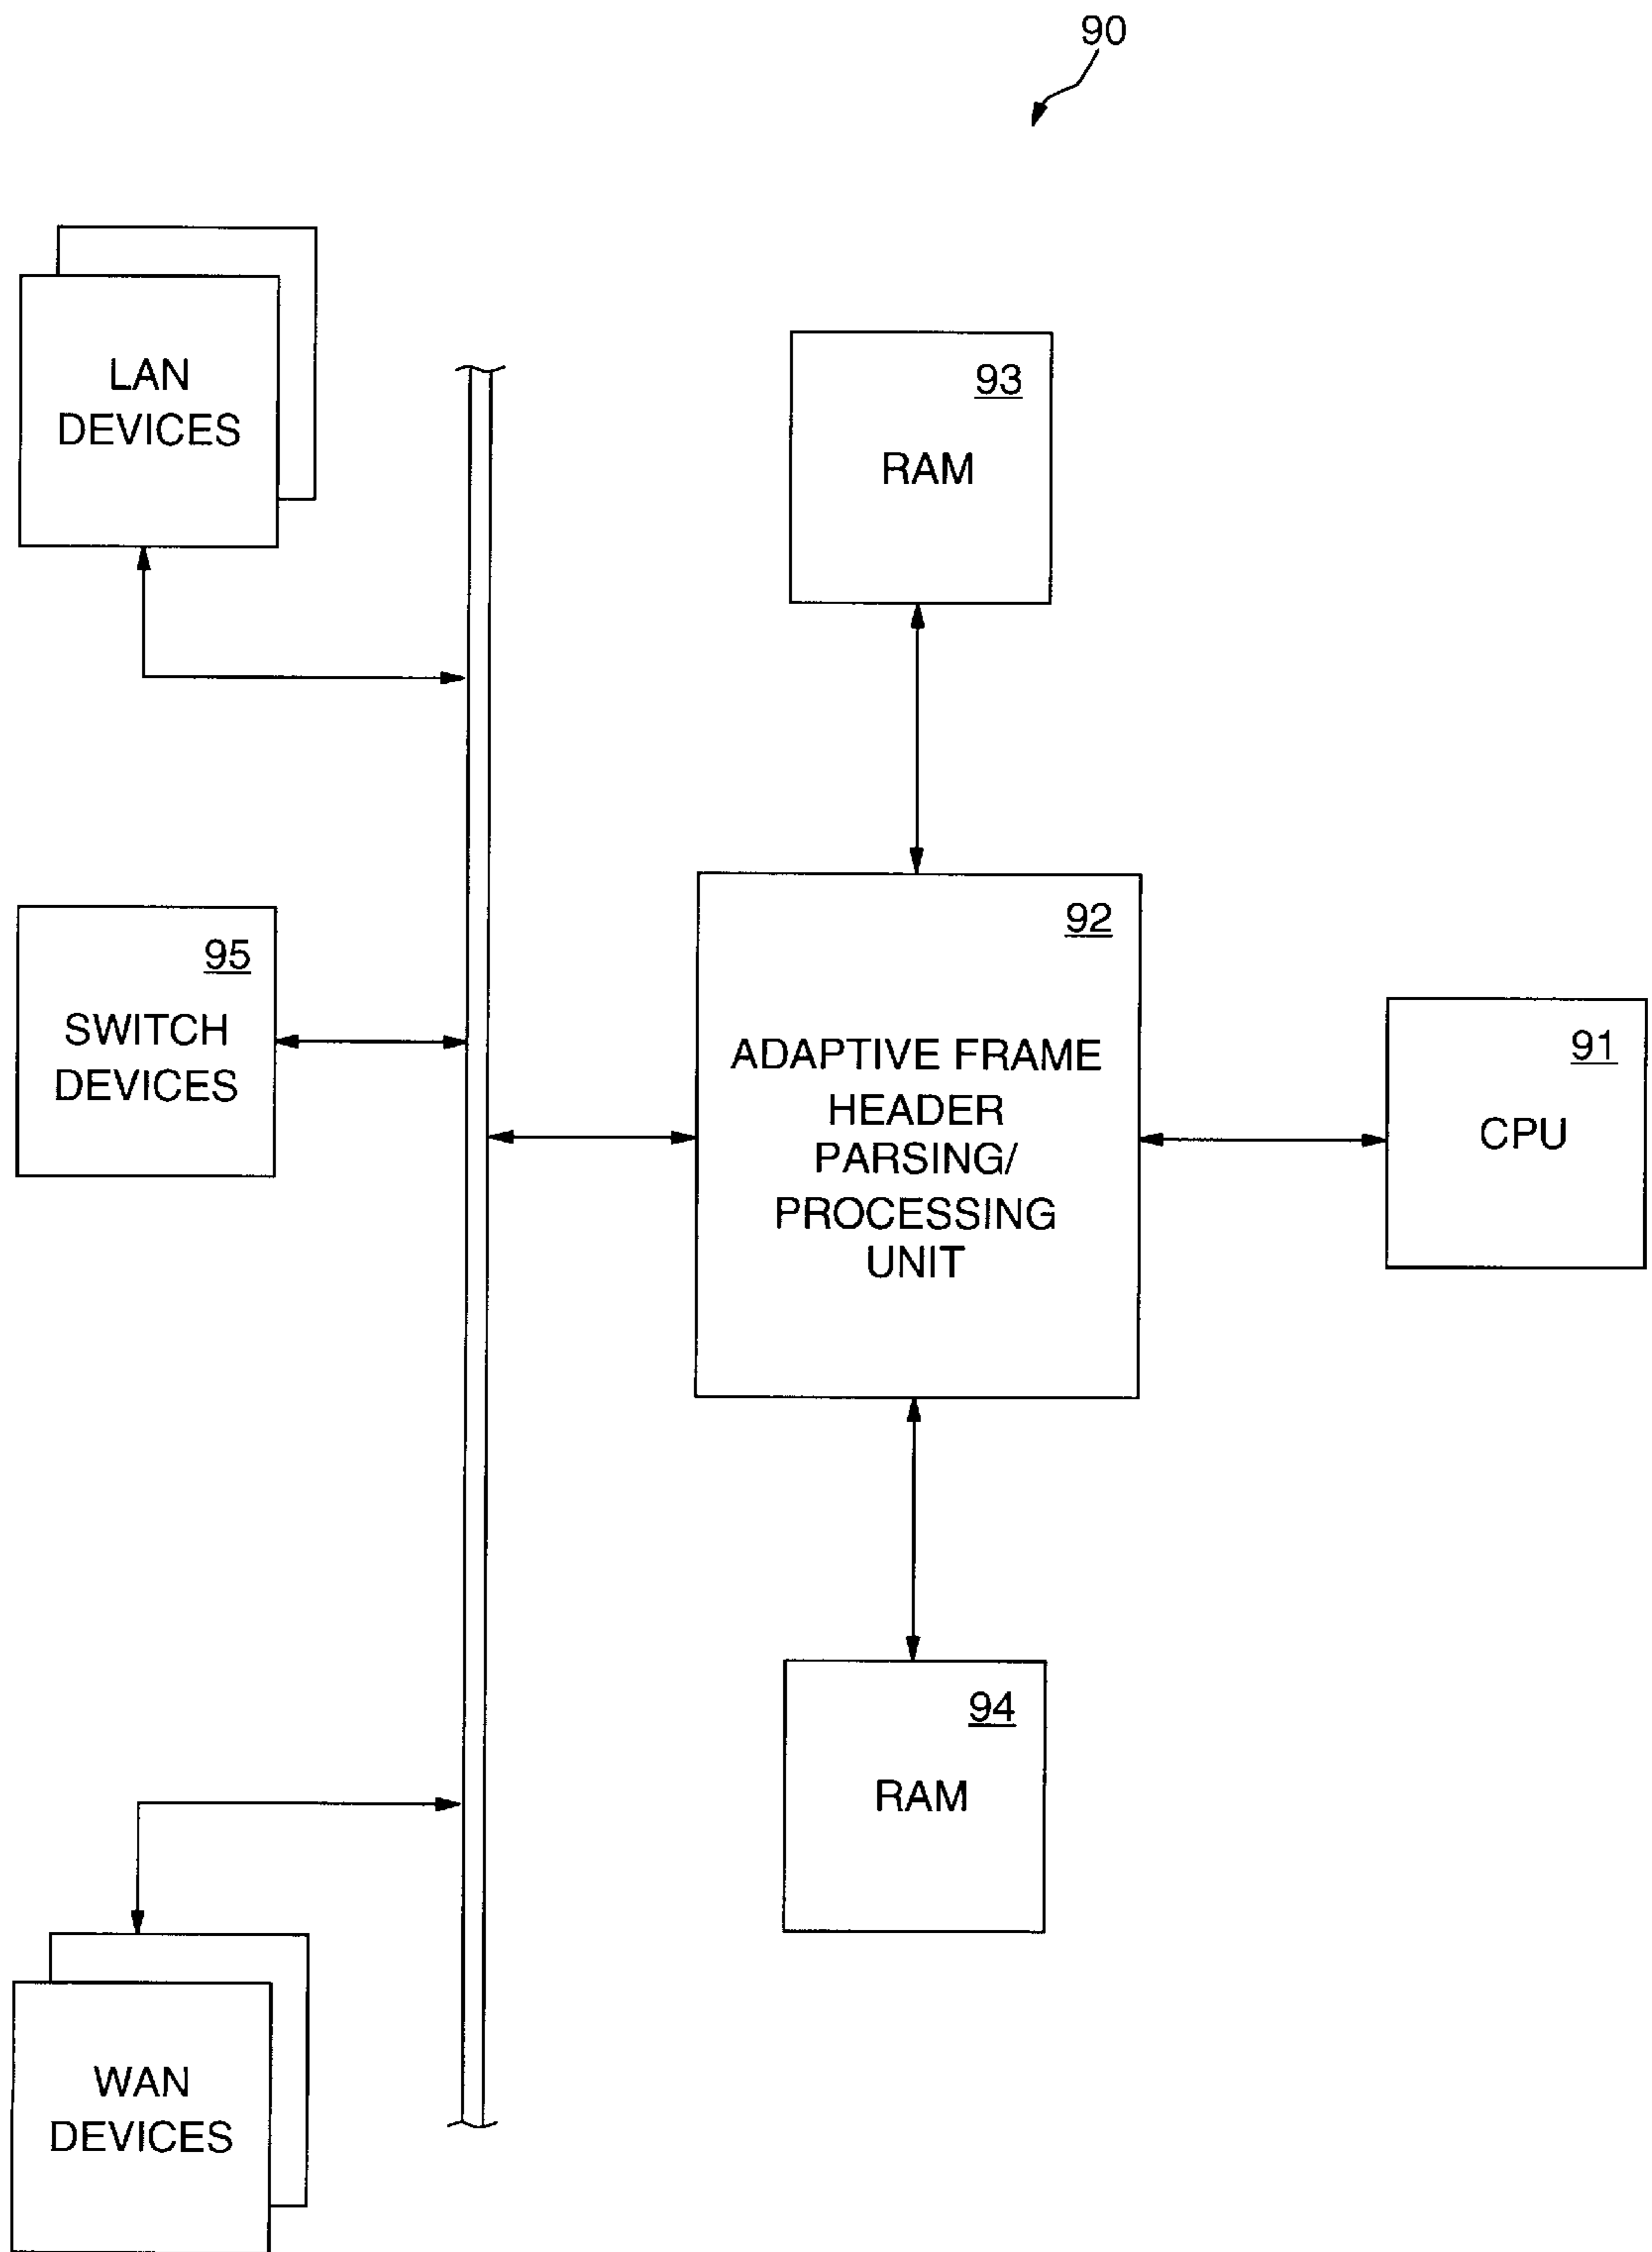 90
LAN
DEVICES
93
RAM
95
SWITCH
DEVICES
92
ADAPTIVE FRAME
HEADER
PARSING/
PROCESSING
UNIT
91
CPU
94
RAM
WAN
DEVICES